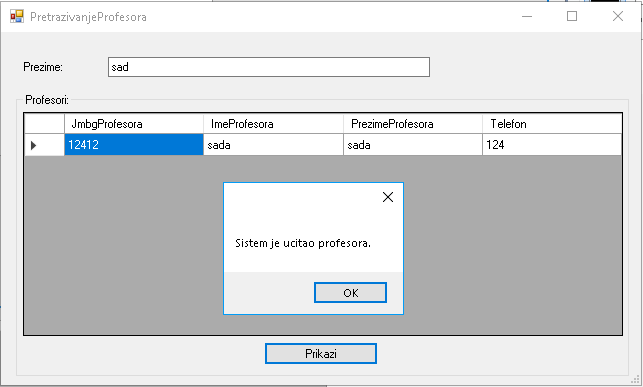 PretrazivanjeProfesora
Prezime: sad
Profesori:
JmbgProfesora ImeProfesora PrezimeProfesora Telefon
12412 sada sada 124
Sistem je ucitao profesora.
OK
Prikazi